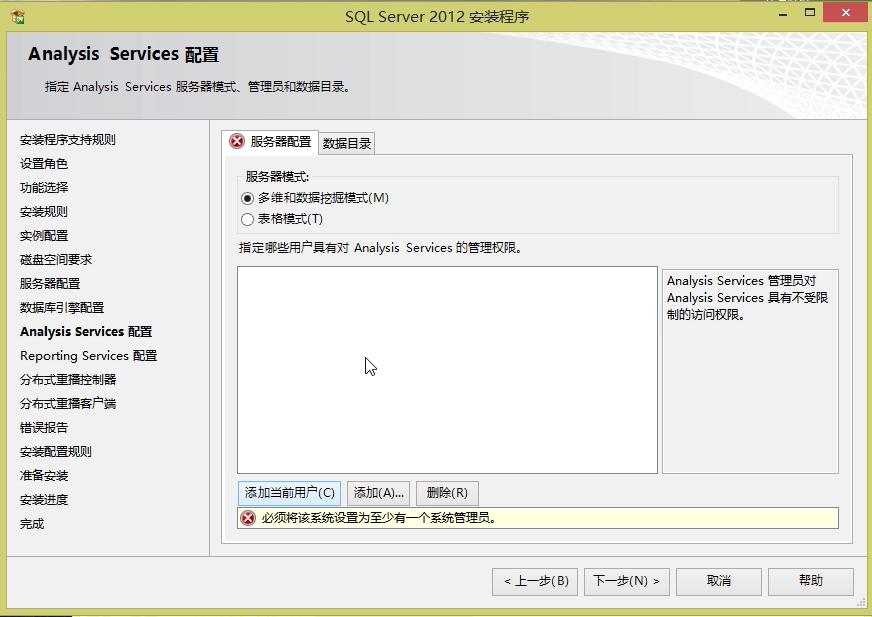 SQL Server 2012 安装程序
Analysis Services 配置
指定 Analysis Services 服务器模式、管理员和数据目录。
安装程序支持规则
设置角色
功能选择
安装规则
实例配置
磁盘空间要求
服务器配置
数据库引擎配置
Analysis Services 配置
Reporting Services 配置
分布式重播控制器
分布式重播客户端
错误报告
安装配置规则
准备安装
安装进度
完成
服务器配置
数据目录
服务器模式:
多维和数据挖掘模式(M)
表格模式(T)
指定哪些用户具有对 Analysis Services 的管理权限。
Analysis Services 管理员对
Analysis Services 具有不受限
制的访问权限。
添加当前用户(C)
添加(A)...
删除(R)
必须将该系统设置为至少有一个系统管理员。
< 上一步(B)
下一步(N) >
取消
帮助